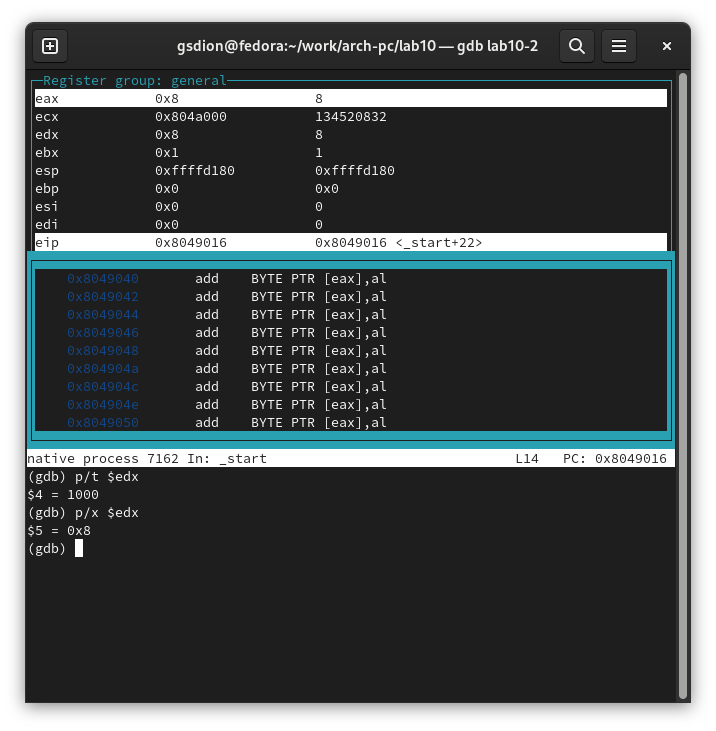 gsdion@fedora:~/work/arch-pc/lab10 — gdb lab10-2
Register group: general
eax 0x8 8
ecx 0x804a000 134520832
edx 0x8 8
ebx 0x1 1
esp 0xffffd180 0xffffd180
ebp 0x0 0x0
esi 0x0 0
edi 0x0 0
eip 0x8049016 0x8049016 <_start+22>
0x8049040 add BYTE PTR [eax],al
0x8049042 add BYTE PTR [eax],al
0x8049044 add BYTE PTR [eax],al
0x8049046 add BYTE PTR [eax],al
0x8049048 add BYTE PTR [eax],al
0x804904a add BYTE PTR [eax],al
0x804904c add BYTE PTR [eax],al
0x804904e add BYTE PTR [eax],al
0x8049050 add BYTE PTR [eax],al
native process 7162 In: _start L14 PC: 0x8049016
(gdb) p/t $edx
$4 = 1000
(gdb) p/x $edx
$5 = 0x8
(gdb)